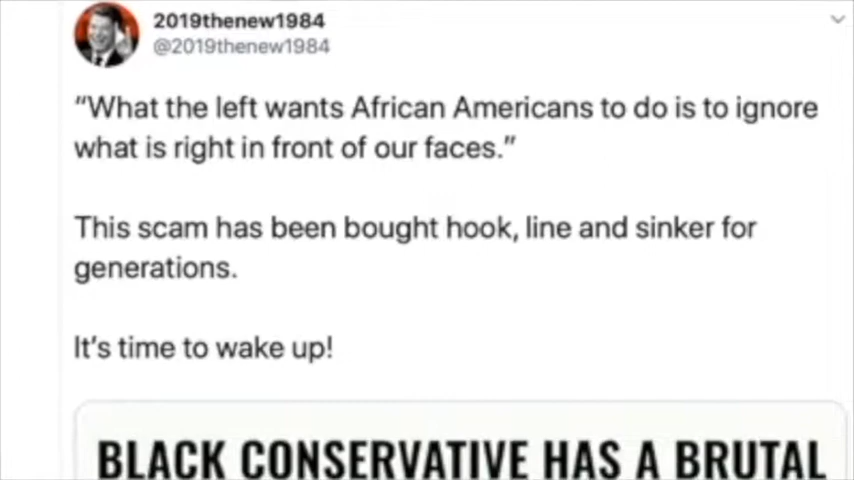 2019thenew1984
@2019thenew1984
“What the left wants African Americans to do is to ignore
what is right in front of our faces.”
This scam has been bought hook, line and sinker for
generations.
It’s time to wake up!
BLACK CONSERVATIVE HAS A BRUTAL